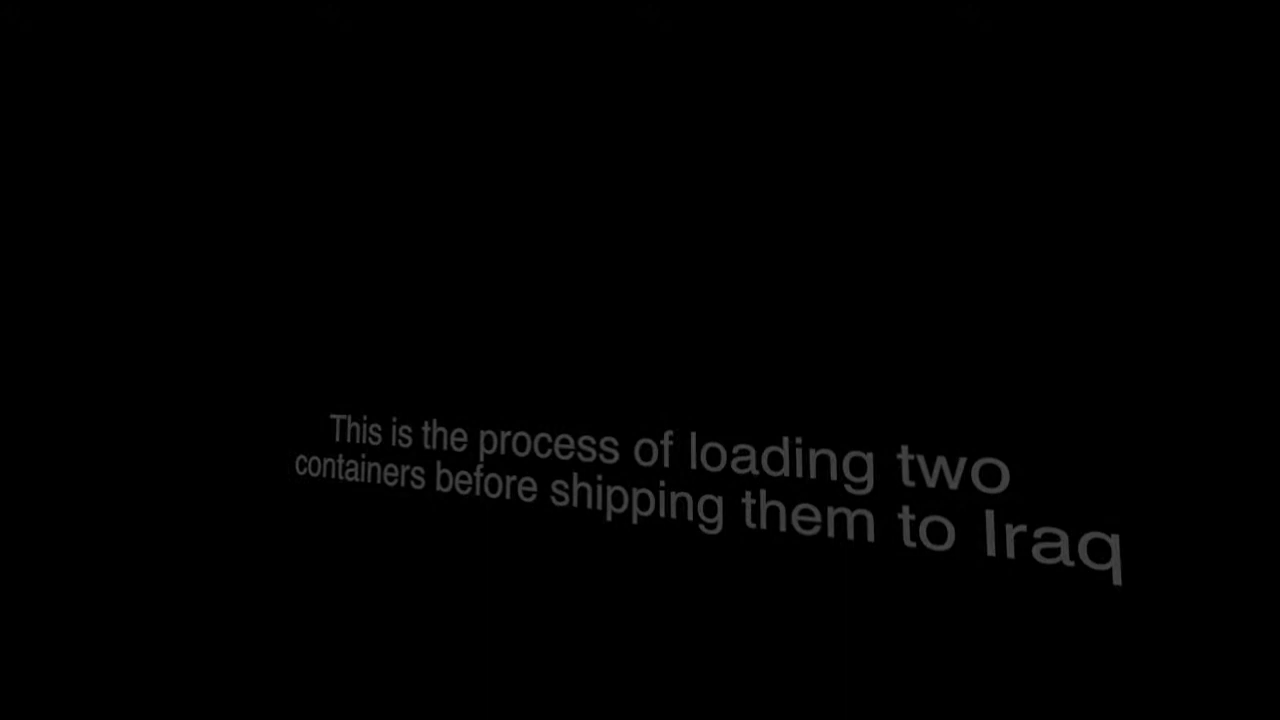 This is the process of loading two
containers before shipping them to Iraq